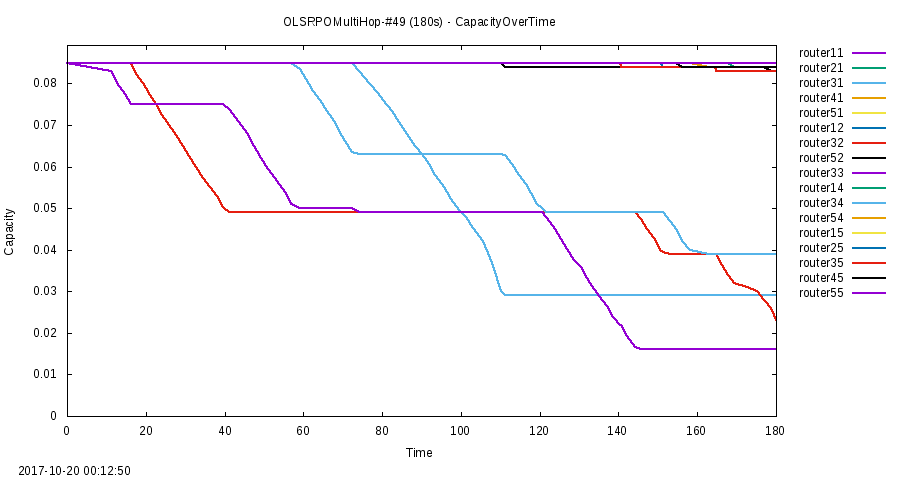 OLSRPOMultiHop-#49 (180s) - CapacityOverTime
Capacity
0.08
0.07
0.06
0.05
0.04
0.03
0.02
0.01
0
0 20 40 60 80 100 120 140 160 180
Time
router11
router21
router31
router41
router51
router12
router32
router52
router33
router14
router34
router54
router15
router25
router35
router45
router55
2017-10-20 00:12:50